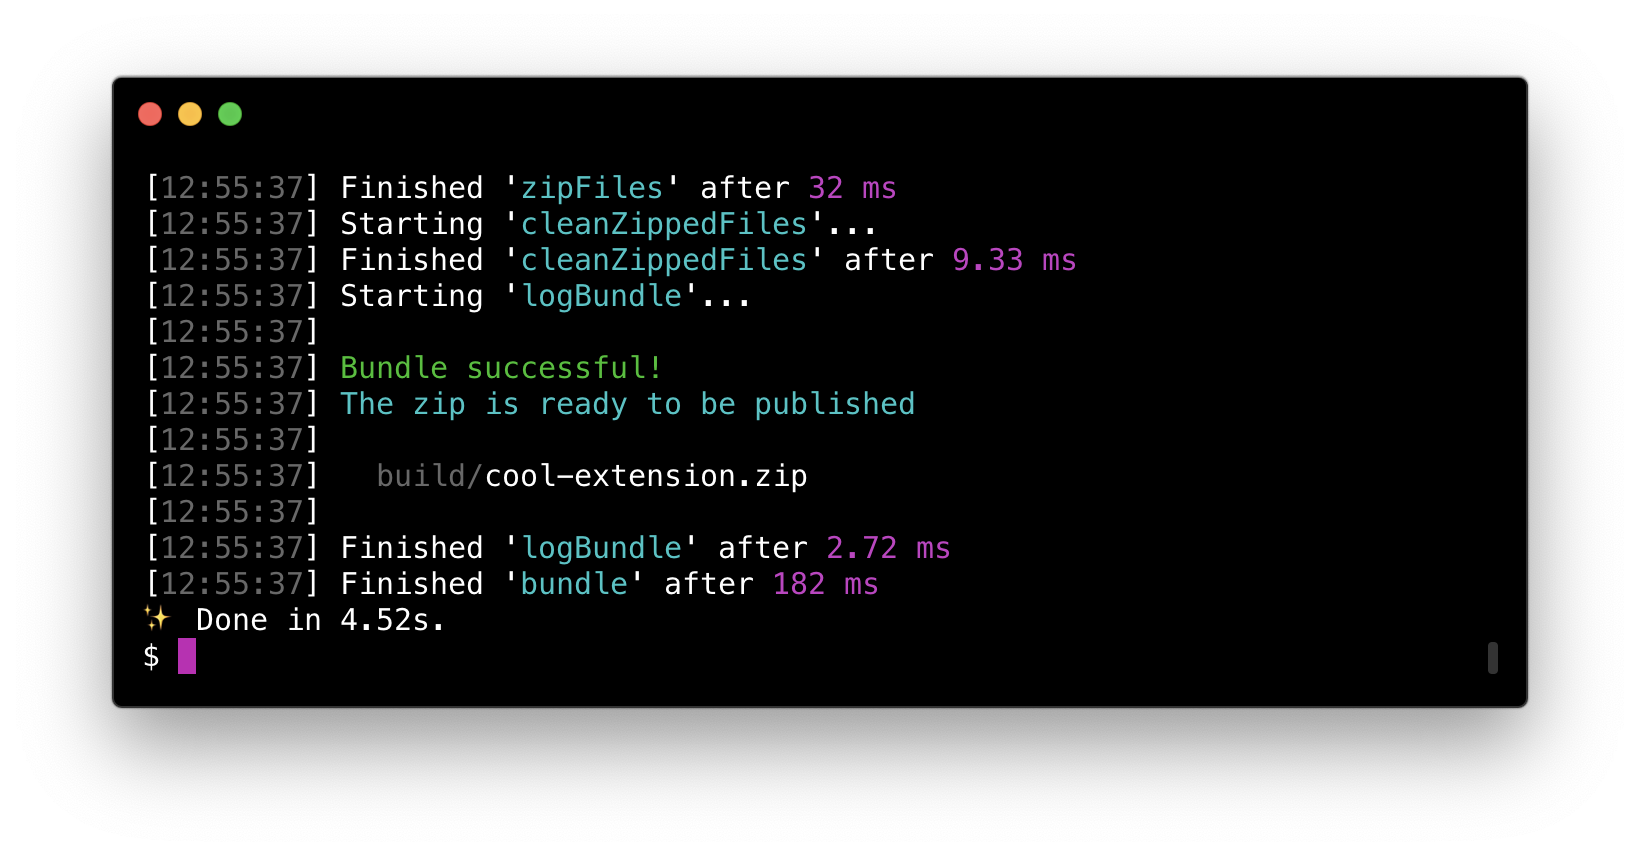 [12:55:37] Finished 'zipFiles' after 32 ms
[12:55:37] Starting 'cleanZippedFiles'...
[12:55:37] Finished 'cleanZippedFiles' after 9.33 ms
[12:55:37] Starting 'logBundle'...
[12:55:37]
[12:55:37] Bundle successful!
[12:55:37] The zip is ready to be published
[12:55:37]
[12:55:37]   build/cool-extension.zip
[12:55:37]
[12:55:37] Finished 'logBundle' after 2.72 ms
[12:55:37] Finished 'bundle' after 182 ms
✨ Done in 4.52s.
$